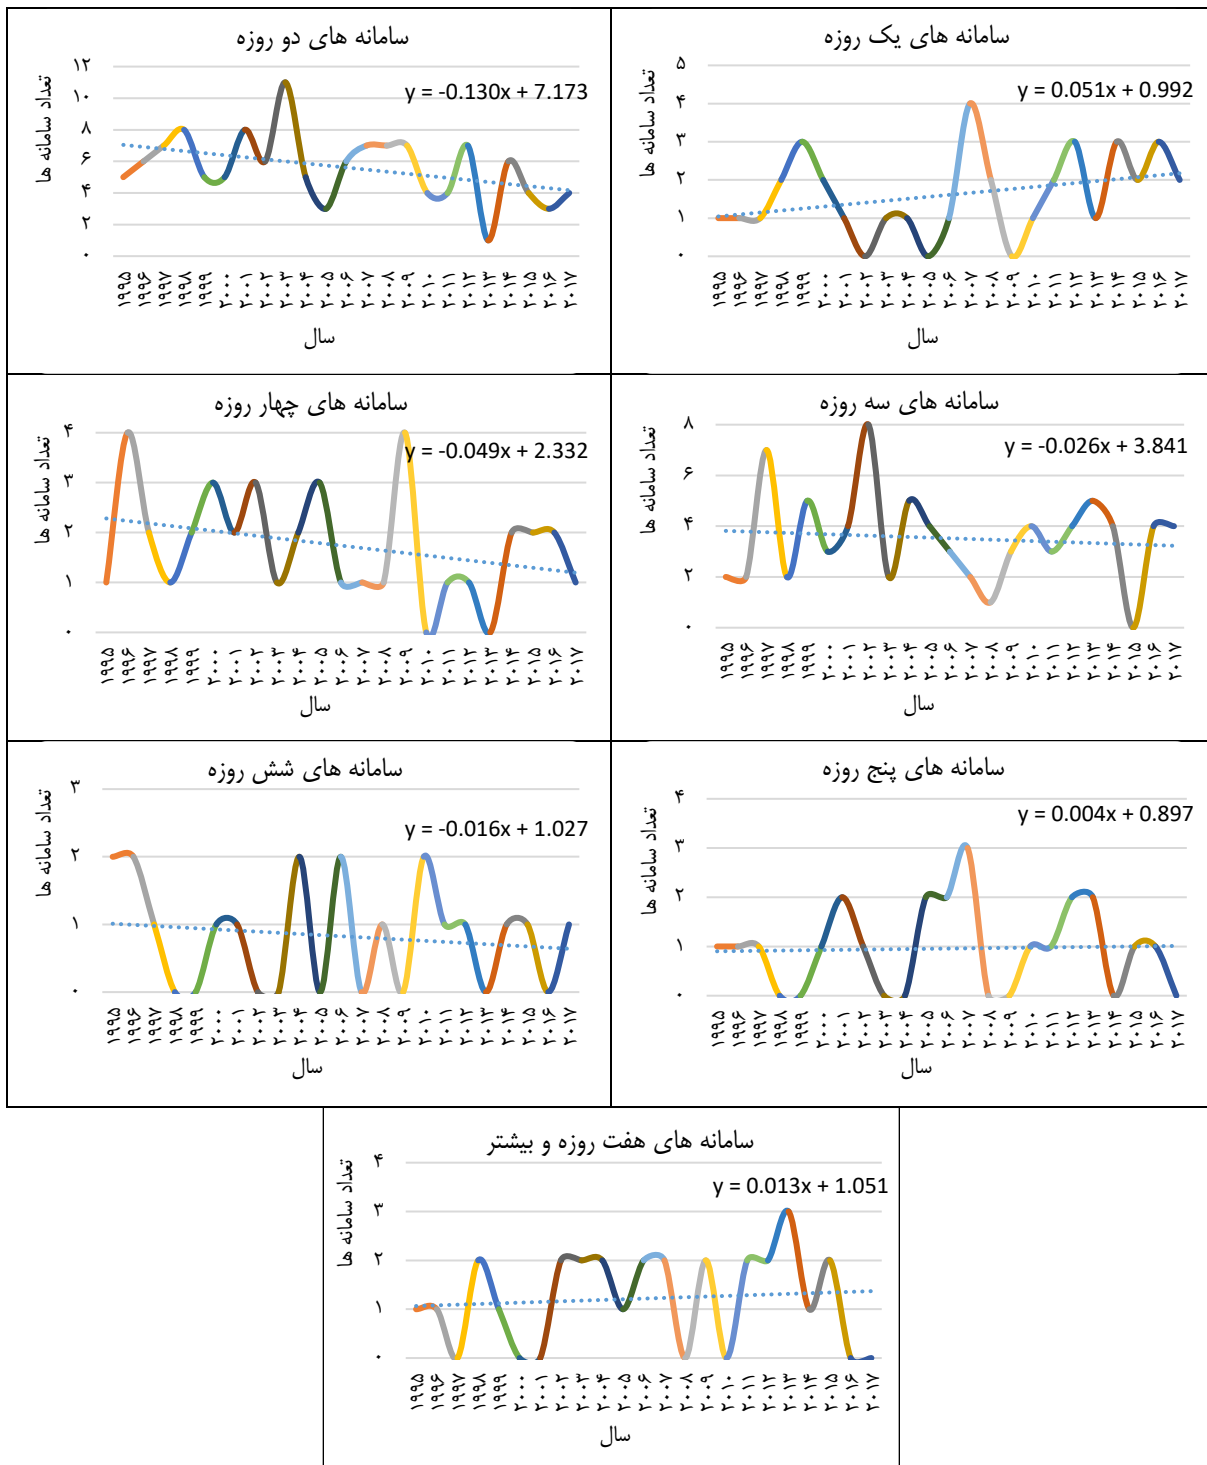 سامانه های یک روزه
y = 0.051x + 0.992
تعداد سامانه ها
۵
۴
۳
۲
۱
۰
۱۹۹۵ ۱۹۹۶ ۱۹۹۷ ۱۹۹۸ ۱۹۹۹ ۲۰۰۰ ۲۰۰۱ ۲۰۰۲ ۲۰۰۳ ۲۰۰۴ ۲۰۰۵ ۲۰۰۶ ۲۰۰۷ ۲۰۰۸ ۲۰۰۹ ۲۰۱۰ ۲۰۱۱ ۲۰۱۲ ۲۰۱۳ ۲۰۱۴ ۲۰۱۵ ۲۰۱۶ ۲۰۱۷
سال
سامانه های دو روزه
y = -0.130x + 7.173
تعداد سامانه ها
۱۲
۱۰
۸
۶
۴
۲
۰
۱۹۹۵ ۱۹۹۶ ۱۹۹۷ ۱۹۹۸ ۱۹۹۹ ۲۰۰۰ ۲۰۰۱ ۲۰۰۲ ۲۰۰۳ ۲۰۰۴ ۲۰۰۵ ۲۰۰۶ ۲۰۰۷ ۲۰۰۸ ۲۰۰۹ ۲۰۱۰ ۲۰۱۱ ۲۰۱۲ ۲۰۱۳ ۲۰۱۴ ۲۰۱۵ ۲۰۱۶ ۲۰۱۷
سال
سامانه های سه روزه
y = -0.026x + 3.841
تعداد سامانه ها
۸
۶
۴
۲
۰
۱۹۹۵ ۱۹۹۶ ۱۹۹۷ ۱۹۹۸ ۱۹۹۹ ۲۰۰۰ ۲۰۰۱ ۲۰۰۲ ۲۰۰۳ ۲۰۰۴ ۲۰۰۵ ۲۰۰۶ ۲۰۰۷ ۲۰۰۸ ۲۰۰۹ ۲۰۱۰ ۲۰۱۱ ۲۰۱۲ ۲۰۱۳ ۲۰۱۴ ۲۰۱۵ ۲۰۱۶ ۲۰۱۷
سال
سامانه های چهار روزه
y = -0.049x + 2.332
تعداد سامانه ها
۴
۳
۲
۱
۰
۱۹۹۵ ۱۹۹۶ ۱۹۹۷ ۱۹۹۸ ۱۹۹۹ ۲۰۰۰ ۲۰۰۱ ۲۰۰۲ ۲۰۰۳ ۲۰۰۴ ۲۰۰۵ ۲۰۰۶ ۲۰۰۷ ۲۰۰۸ ۲۰۰۹ ۲۰۱۰ ۲۰۱۱ ۲۰۱۲ ۲۰۱۳ ۲۰۱۴ ۲۰۱۵ ۲۰۱۶ ۲۰۱۷
سال
سامانه های پنج روزه
y = 0.004x + 0.897
تعداد سامانه ها
۴
۳
۲
۱
۰
۱۹۹۵ ۱۹۹۶ ۱۹۹۷ ۱۹۹۸ ۱۹۹۹ ۲۰۰۰ ۲۰۰۱ ۲۰۰۲ ۲۰۰۳ ۲۰۰۴ ۲۰۰۵ ۲۰۰۶ ۲۰۰۷ ۲۰۰۸ ۲۰۰۹ ۲۰۱۰ ۲۰۱۱ ۲۰۱۲ ۲۰۱۳ ۲۰۱۴ ۲۰۱۵ ۲۰۱۶ ۲۰۱۷
سال
سامانه های شش روزه
y = -0.016x + 1.027
تعداد سامانه ها
۳
۲
۱
۰
۱۹۹۵ ۱۹۹۶ ۱۹۹۷ ۱۹۹۸ ۱۹۹۹ ۲۰۰۰ ۲۰۰۱ ۲۰۰۲ ۲۰۰۳ ۲۰۰۴ ۲۰۰۵ ۲۰۰۶ ۲۰۰۷ ۲۰۰۸ ۲۰۰۹ ۲۰۱۰ ۲۰۱۱ ۲۰۱۲ ۲۰۱۳ ۲۰۱۴ ۲۰۱۵ ۲۰۱۶ ۲۰۱۷
سال
سامانه های هفت روزه و بیشتر
y = 0.013x + 1.051
تعداد سامانه ها
۴
۳
۲
۱
۰
۱۹۹۵ ۱۹۹۶ ۱۹۹۷ ۱۹۹۸ ۱۹۹۹ ۲۰۰۰ ۲۰۰۱ ۲۰۰۲ ۲۰۰۳ ۲۰۰۴ ۲۰۰۵ ۲۰۰۶ ۲۰۰۷ ۲۰۰۸ ۲۰۰۹ ۲۰۱۰ ۲۰۱۱ ۲۰۱۲ ۲۰۱۳ ۲۰۱۴ ۲۰۱۵ ۲۰۱۶ ۲۰۱۷
سال